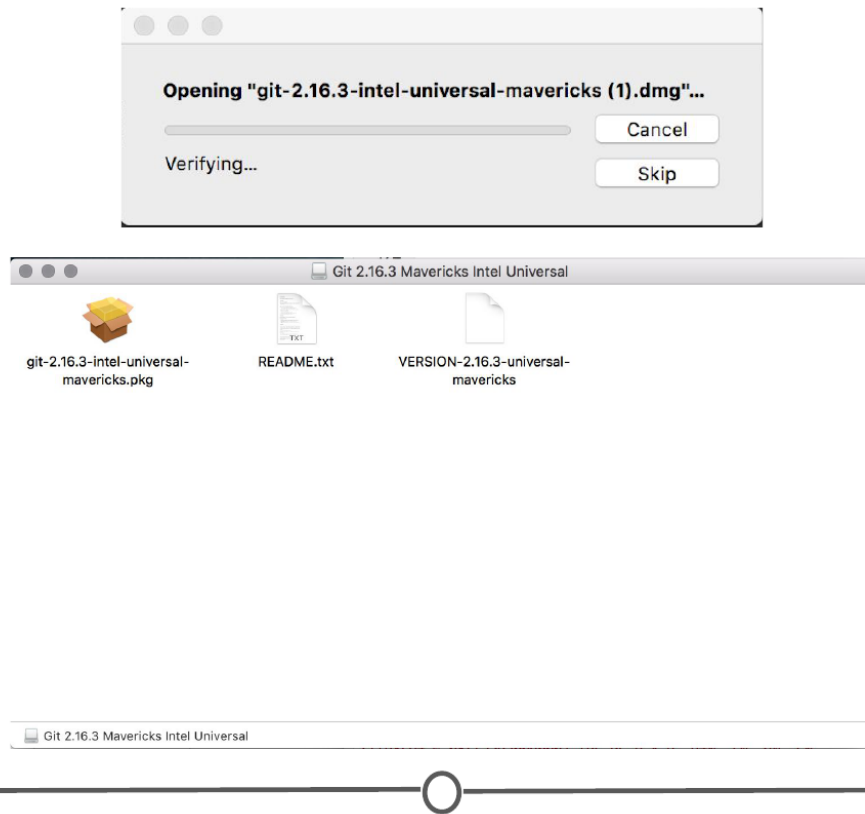 Opening "git-2.16.3-intel-universal-mavericks (1).dmg"...
Cancel
Verifying...
Skip
Git 2.16.3 Mavericks Intel Universal
TXT
git-2.16.3-intel-universal-
mavericks.pkg
README.txt
VERSION-2.16.3-universal-
mavericks
Git 2.16.3 Mavericks Intel Universal